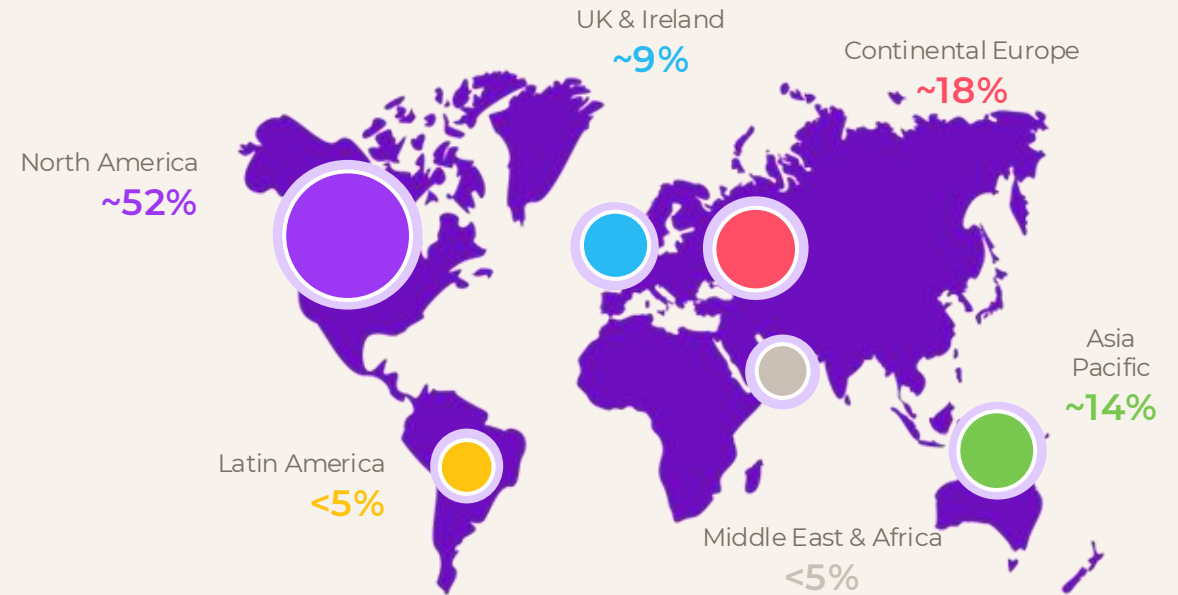 UK & Ireland
~9%
Continental Europe
~18%
North America
~52%
Asia
Pacific
~14%
Latin America
<5%
Middle East & Africa
<5%